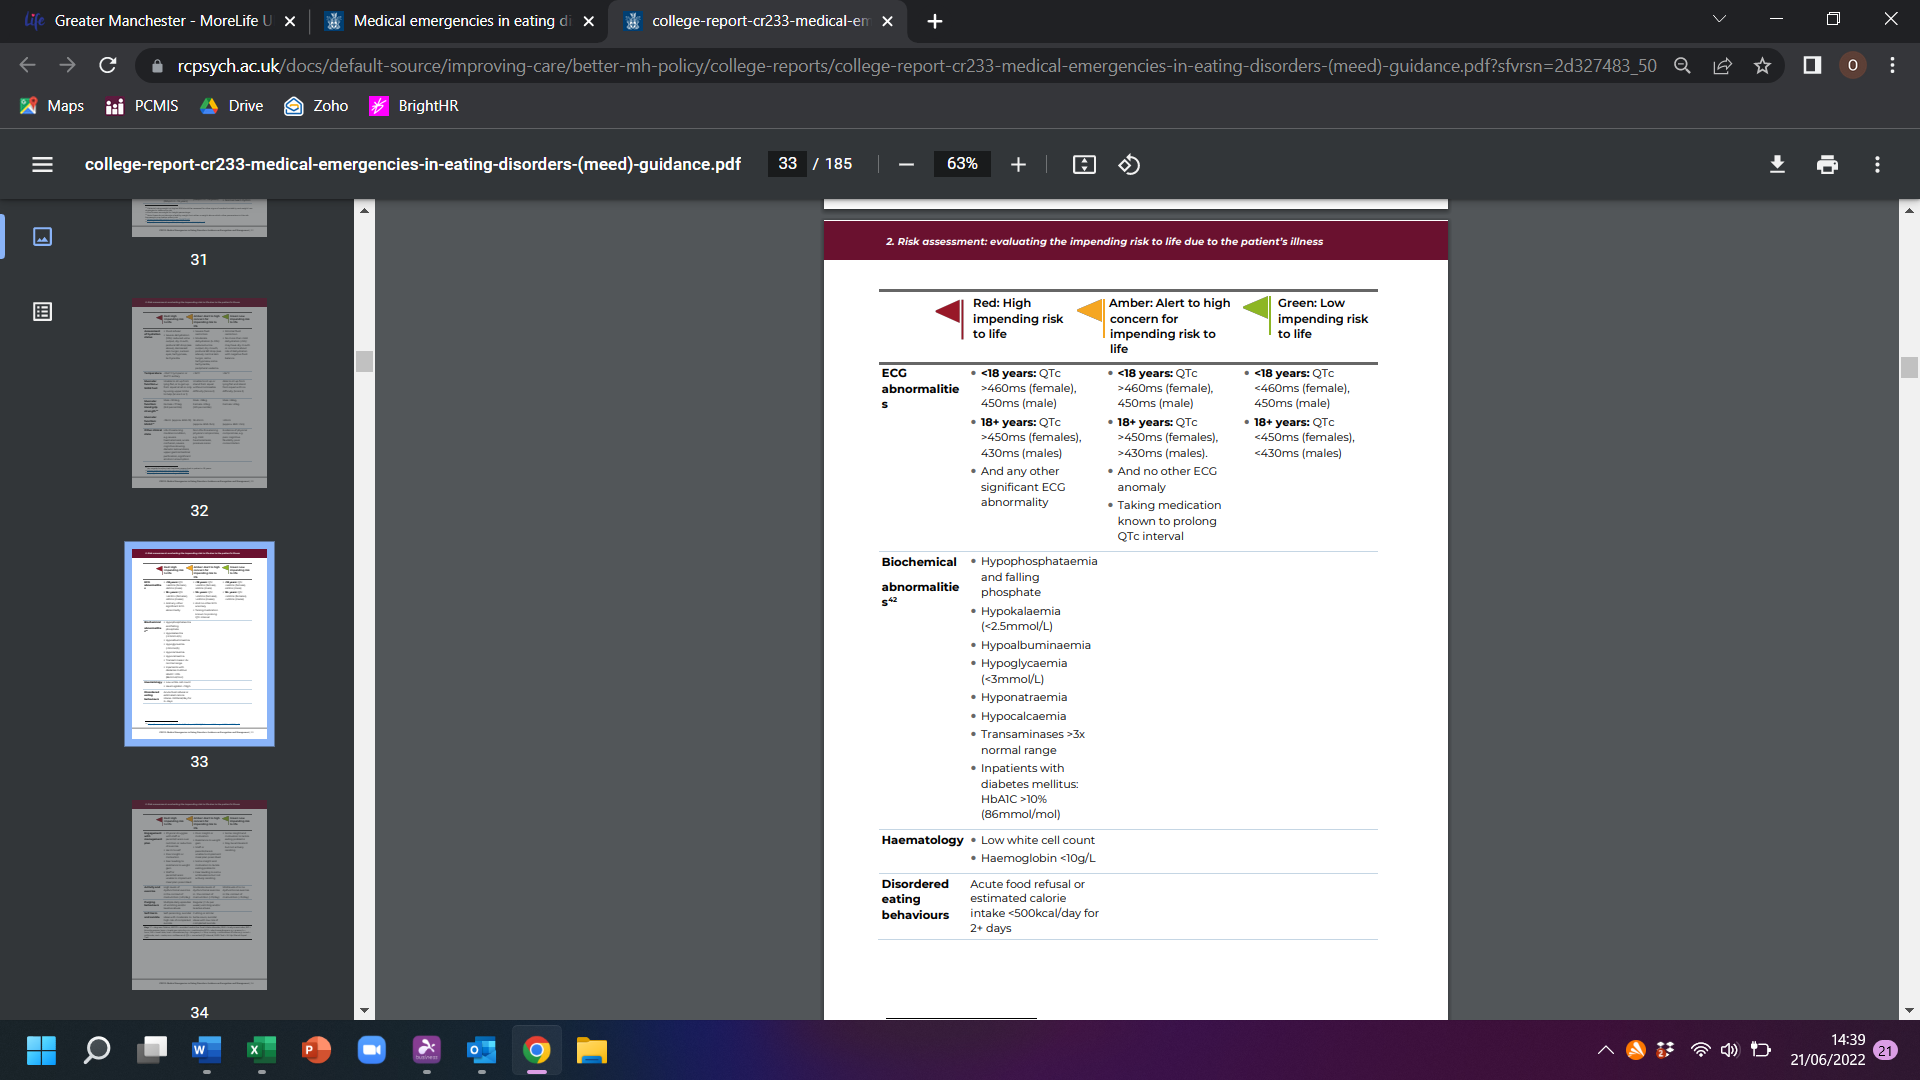 Greater Manchester - MoreLife U
Medical emergencies in eating di
college-report-cr233-medical-em
rcpsych.ac.uk/docs/default-source/improving-care/better-mh-policy/college-reports/college-report-cr233-medical-emergencies-in-eating-disorders-(meed)-guidance.pdf?sfvrsn=2d327483_50
O
Maps
PCMIS
Drive
Zoho
BrightHR
college-report-cr233-medical-emergencies-in-eating-disorders-(meed)-guidance.pdf
33 / 185
63%
31
32
33
34
2. Risk assessment: evaluating the impending risk to life due to the patient's illness
Red: High
impending risk
to life
Amber: Alert to high
concern for
impending risk to
life
Green: Low
impending risk
to life
ECG
abnormalitie
s
• <18 years: QTc
>460ms (female),
450ms (male)
• 18+ years: QTc
>450ms (females),
430ms (males)
• And any other
significant ECG
abnormality
• <18 years: QTc
>460ms (female),
450ms (male)
• 18+ years: QTc
>450ms (females),
>430ms (males).
• And no other ECG
anomaly
• Taking medication
known to prolong
QTc interval
• <18 years: QTc
<460ms (female),
450ms (male)
• 18+ years: QTc
<450ms (females),
<430ms (males)
Biochemical
abnormalitie
s42
• Hypophosphataemia
and falling
phosphate
• Hypokalaemia
(<2.5mmol/L)
• Hypoalbuminaemia
• Hypoglycaemia
(<3mmol/L)
• Hyponatraemia
• Hypocalcaemia
• Transaminases >3x
normal range
• Inpatients with
diabetes mellitus:
HbA1C >10%
(86mmol/mol)
Haematology
• Low white cell count
• Haemoglobin <10g/L
Disordered
eating
behaviours
Acute food refusal or
estimated calorie
intake <500kcal/day for
2+ days
14:39
21/06/2022
21